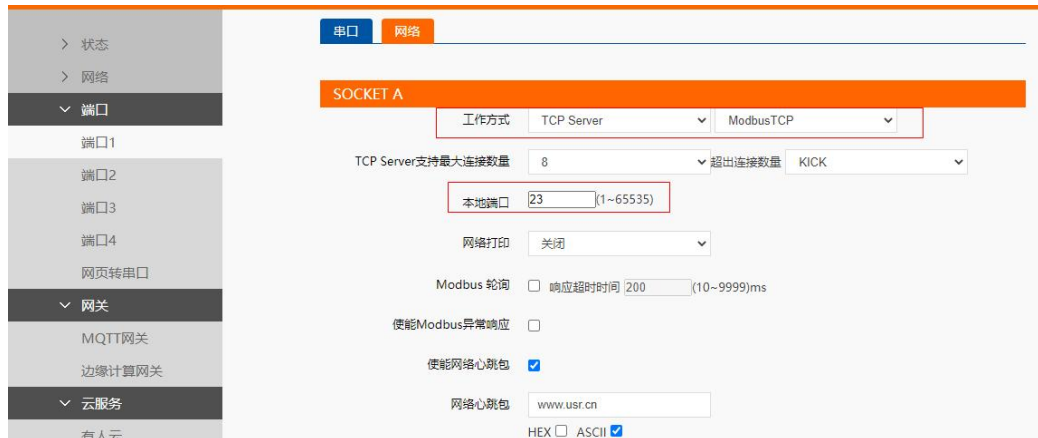 状态
网络
端口
端口1
端口2
端口3
端口4
网页转串口
网关
MQTT网关
边缘计算网关
云服务
有人云
串口 网络
SOCKET A
工作方式 TCP Server ModbusTCP
TCP Server支持最大连接数量 8 超出连接数量 KICK
本地端口 23 (1~65535)
网络打印 关闭
Modbus 轮询 响应超时时间 200 (10~9999)ms
使能Modbus异常响应
使能网络心跳包
网络心跳包 www.usr.cn
HEX ASCII